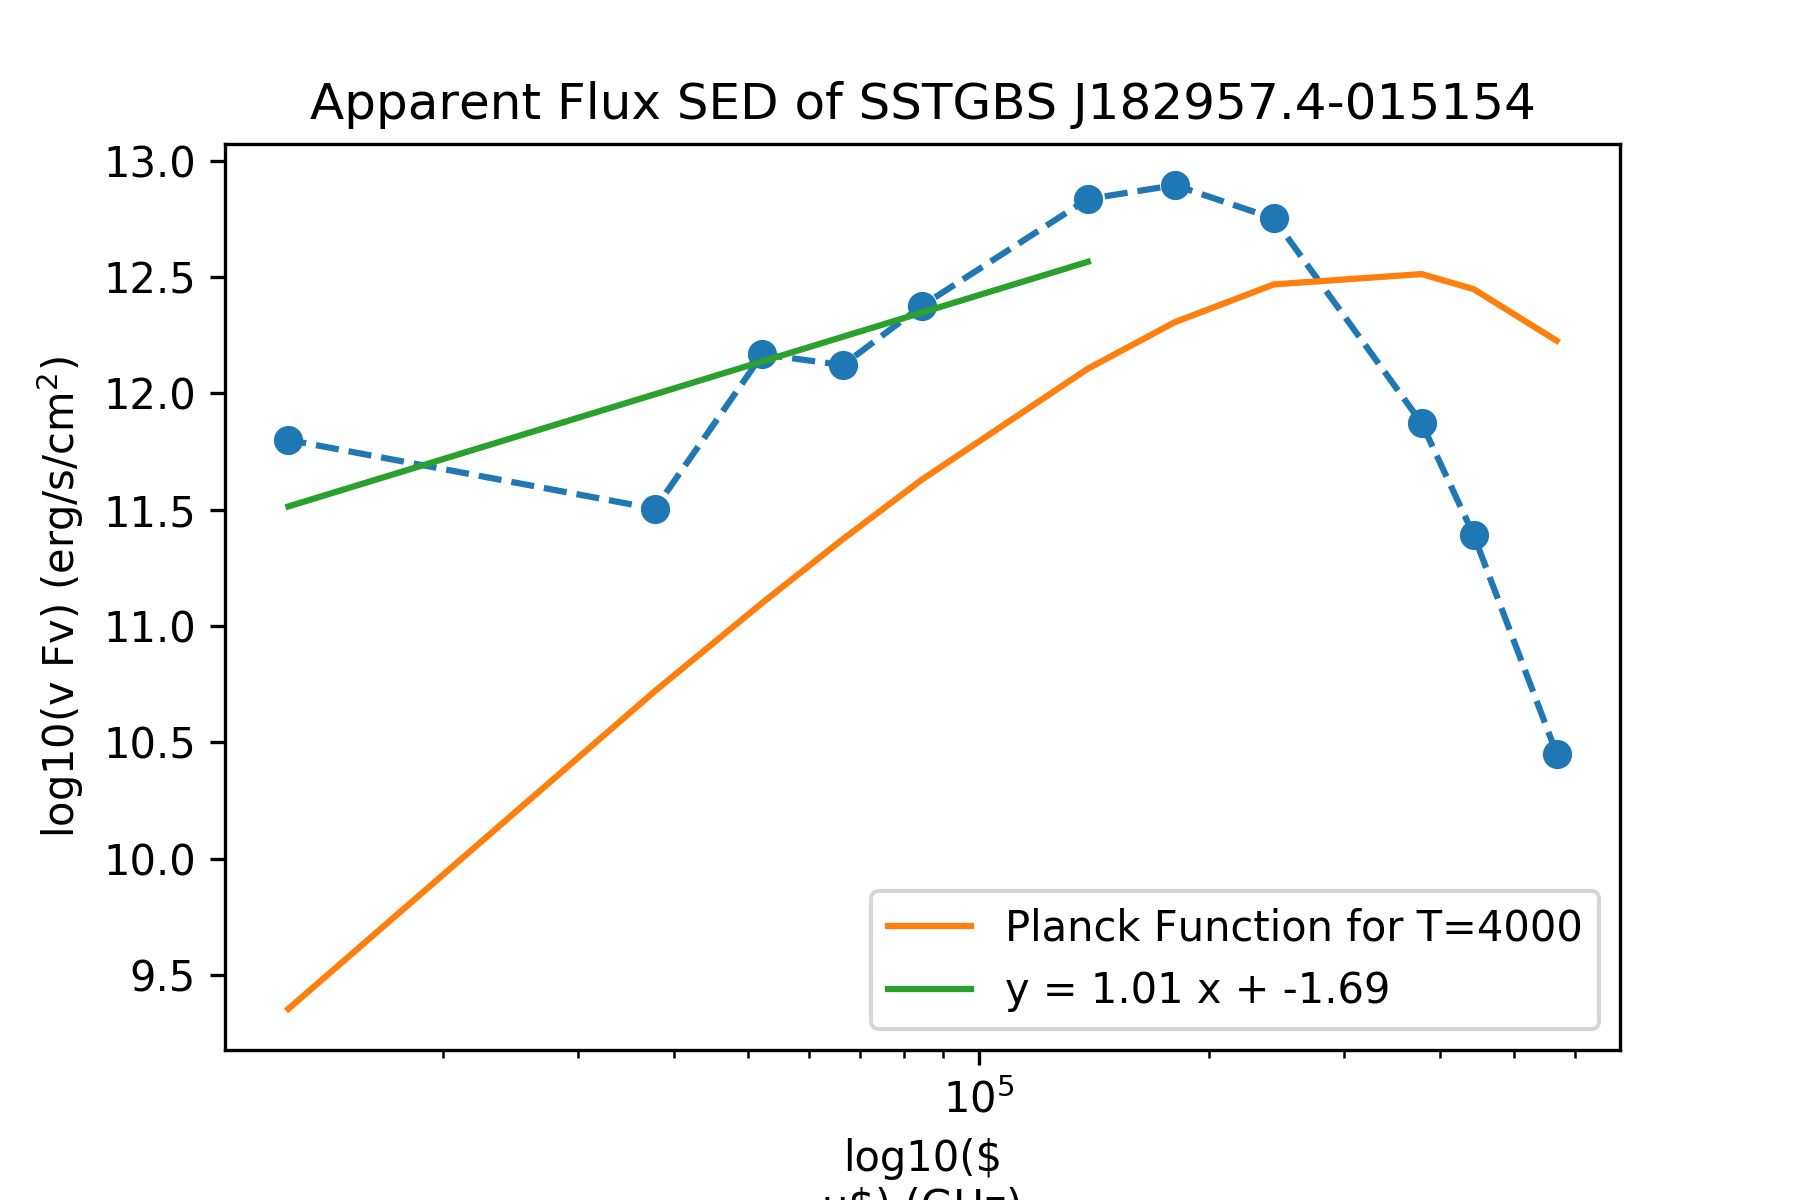 Apparent Flux SED of SSTGBS J182957.4-015154
log10(v Fv) (erg/s/cm²)
13.0
12.5
12.0
11.5
11.0
10.5
10.0
9.5
Planck Function for T=4000
y = 1.01 x + -1.69
10⁵
log10($
u$) (GHz)